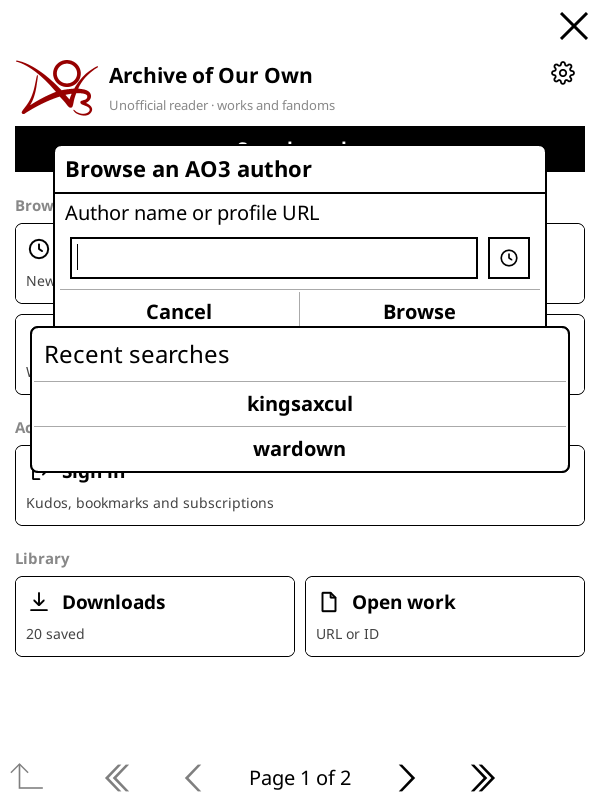 Archive of Our Own
Unofficial reader · works and fandoms
Browse an AO3 author
Author name or profile URL
Cancel
Browse
Recent searches
kingsaxcul
wardown
Sign in
Kudos, bookmarks and subscriptions
Library
Downloads
20 saved
Open work
URL or ID
Page 1 of 2